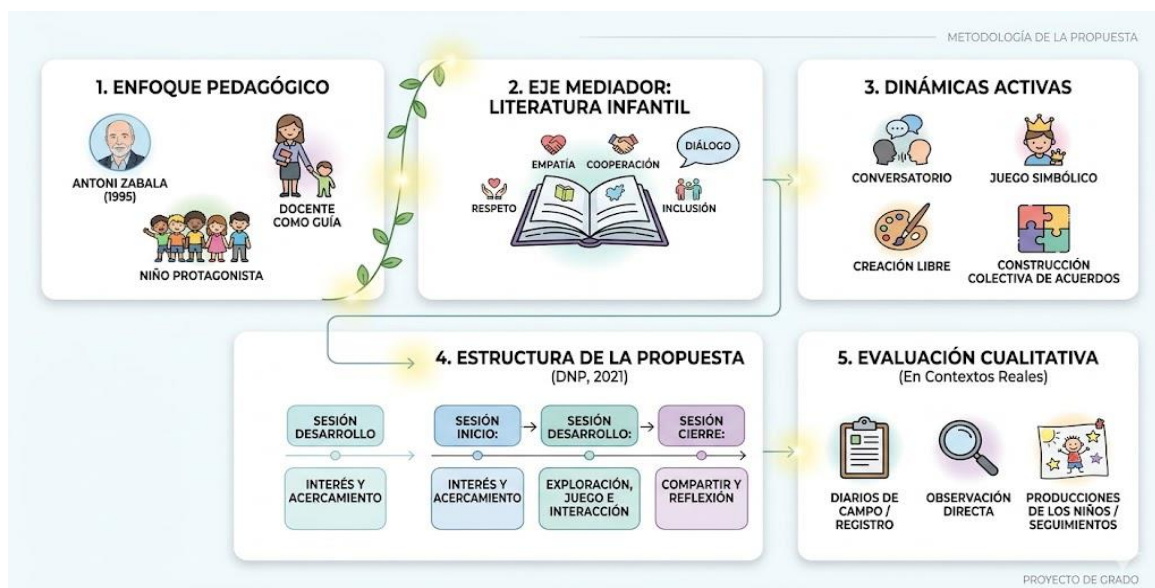 METODOLOGÍA DE LA PROPUESTA
1. ENFOQUE PEDAGÓGICO
ANTONI ZABALA
(1995)
DOCENTE
COMO GUÍA
NIÑO PROTAGONISTA
2. EJE MEDIADOR:
LITERATURA INFANTIL
EMPATÍA
COOPERACIÓN
DIÁLOGO
RESPETO
INCLUSIÓN
3. DINÁMICAS ACTIVAS
CONVERSATORIO
JUEGO SIMBÓLICO
CREACIÓN LIBRE
CONSTRUCCIÓN
COLECTIVA DE ACUERDOS
4. ESTRUCTURA DE LA PROPUESTA
(DNP, 2021)
SESIÓN
DESARROLLO
INTERÉS Y
ACERCAMIENTO
SESIÓN
INICIO:
INTERÉS Y
ACERCAMIENTO
SESIÓN
DESARROLLO:
EXPLORACIÓN,
JUEGO E
INTERACCIÓN
SESIÓN
CIERRE:
COMPARTIR Y
REFLEXIÓN
5. EVALUACIÓN CUALITATIVA
(En Contextos Reales)
DIARIOS DE
CAMPO /
REGISTRO
OBSERVACIÓN
DIRECTA
PRODUCCIONES
DE LOS NIÑOS /
SEGUIMIENTOS
PROYECTO DE GRADO